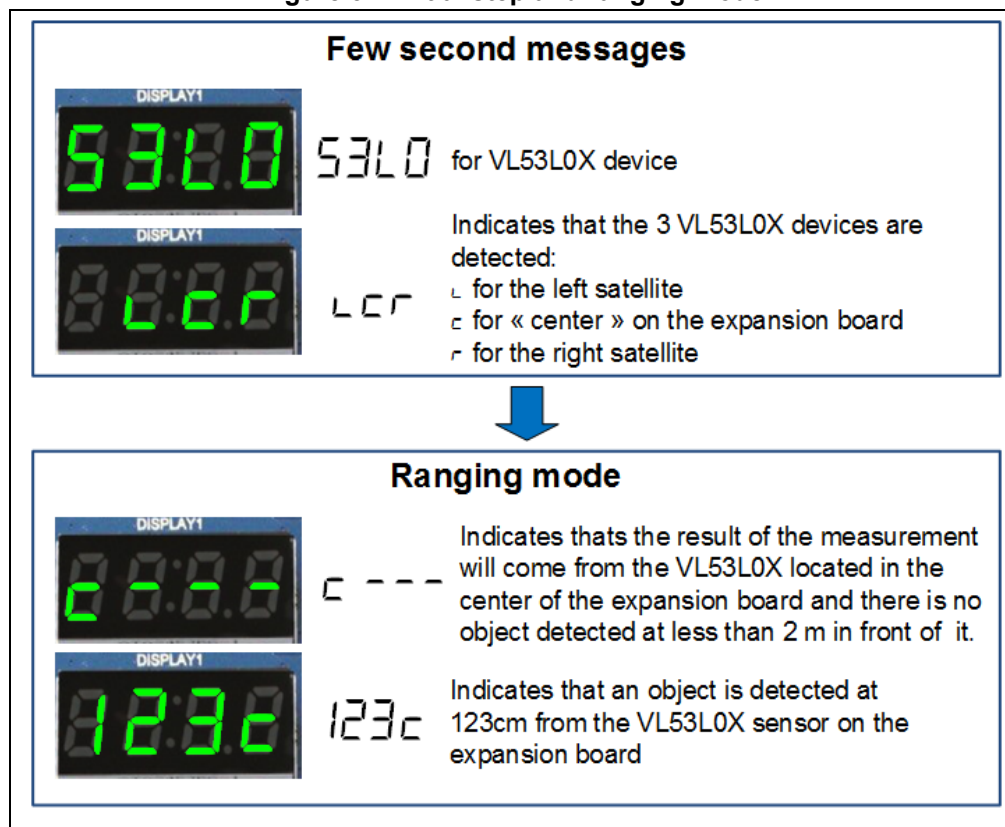 Few second messages
DISPLAY1
53L0
53L0 for VL53L0X device
DISPLAY1
Lcr
Lcr
Indicates that the 3 VL53L0X devices are
detected:
L for the left satellite
c for « center » on the expansion board
r for the right satellite
Ranging mode
DISPLAY1
c---
c ---
Indicates thats the result of the measurement
will come from the VL53L0X located in the
center of the expansion board and there is no
object detected at less than 2 m in front of it.
DISPLAY1
123c
123c
Indicates that an object is detected at
123cm from the VL53L0X sensor on the
expansion board